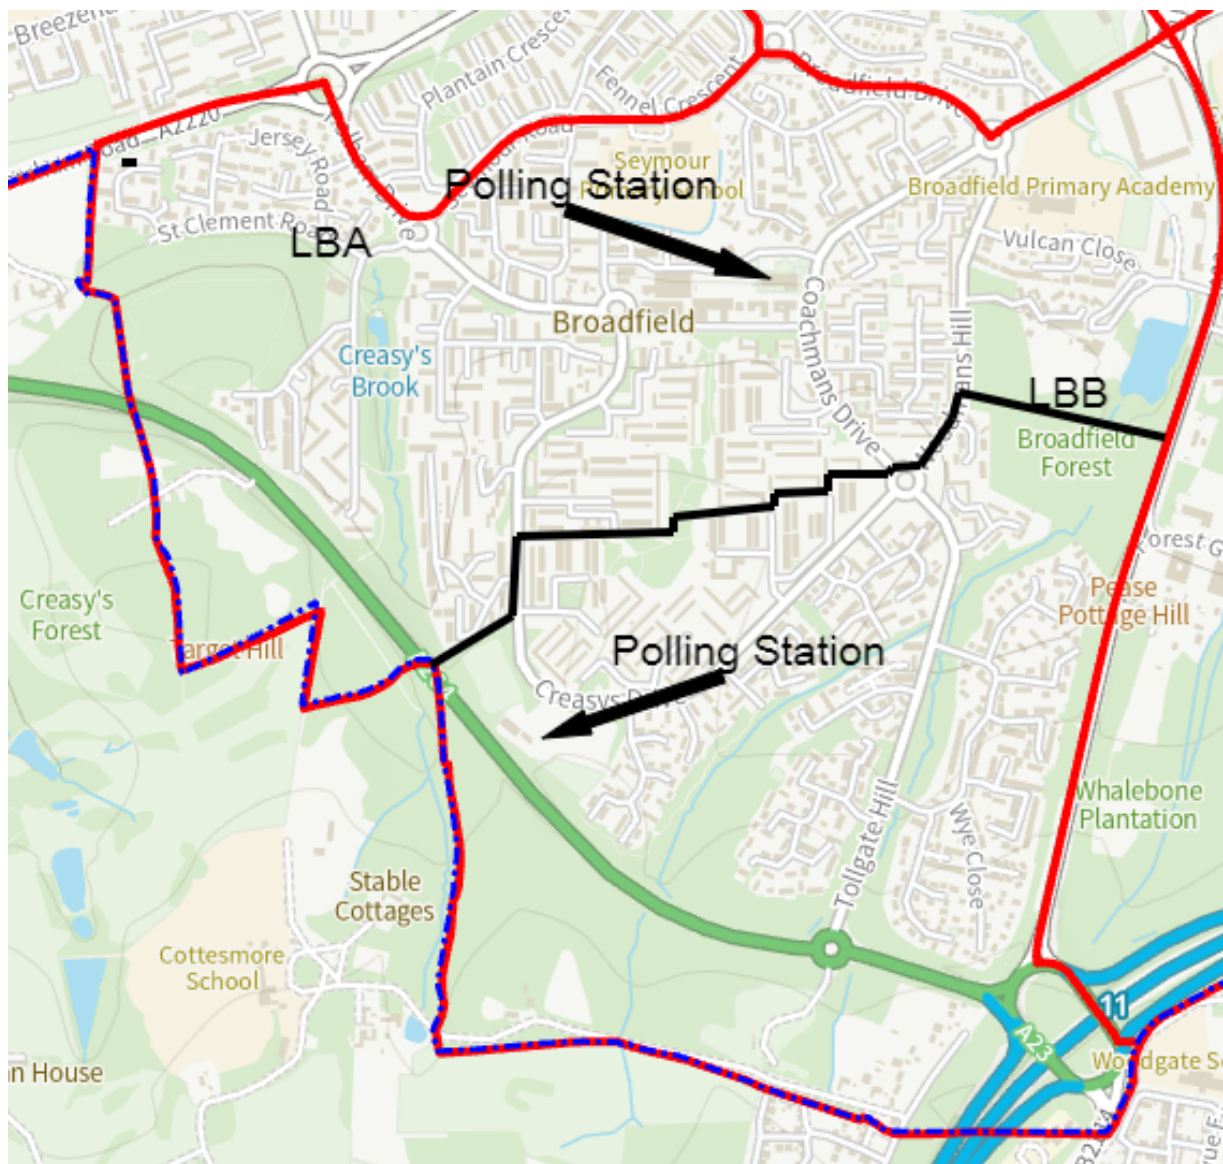 Plantain Crescent
Fennel Crescent
Broadfield Drive
A2220
Jersey Road
Seymour
Polling Station
Broadfield Primary Academy
St Clement Road
LBA
Vulcan Close
Coachmans Drive
Broadfield
Creasy's
Brook
LBB
Broadfield
Forest
Creasy's
Forest
Target Hill
Pease
Pottage Hill
Polling Station
Creasys Drive
Tollgate Hill
Wye Close
Whalebone
Plantation
Stable
Cottages
Cottesmore
School
11
A23
Woodgate
n House